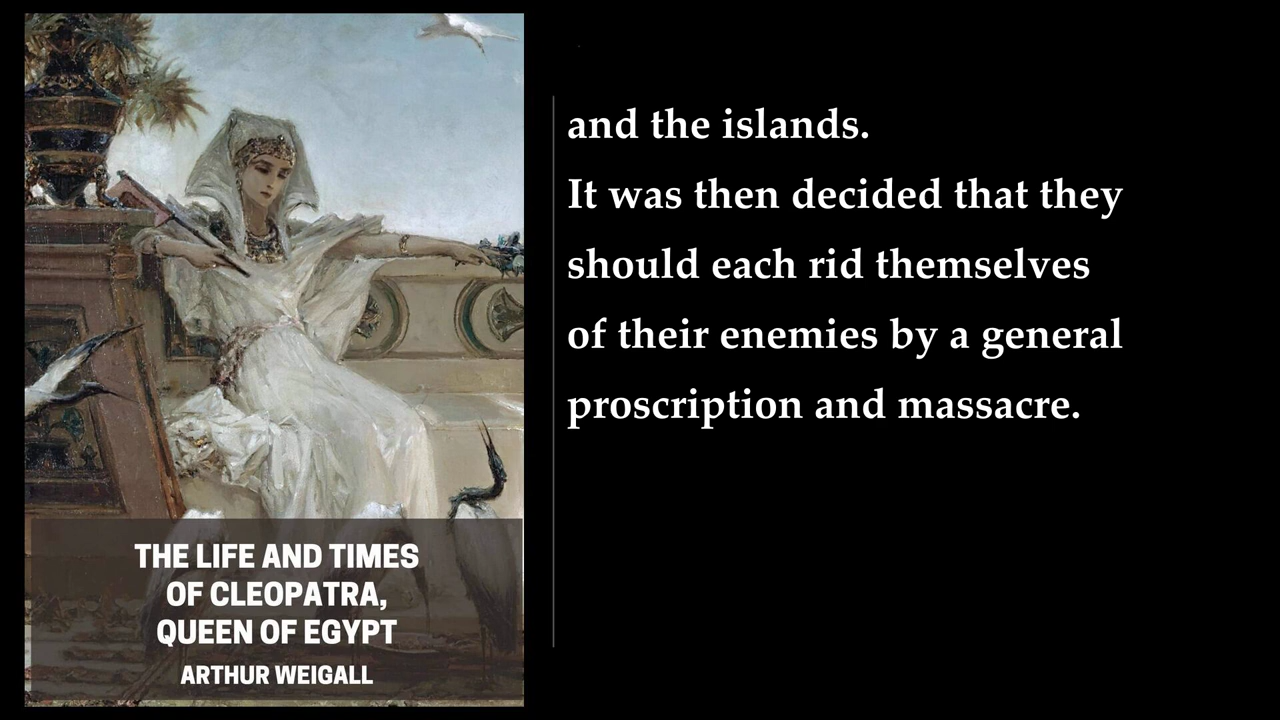 and the islands.
It was then decided that they
should each rid themselves
of their enemies by a general
proscription and massacre.
THE LIFE AND TIMES
OF CLEOPATRA,
QUEEN OF EGYPT
ARTHUR WEIGALL